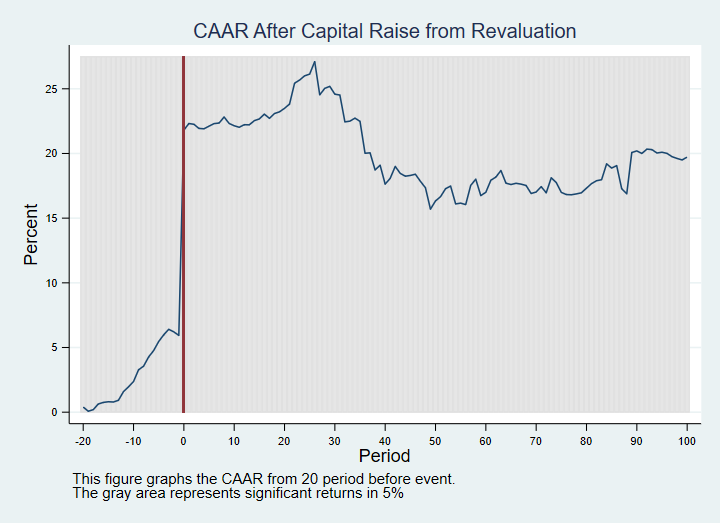 CAAR After Capital Raise from Revaluation
25
20
15
10
5
0
Percent
-20 -10 0 10 20 30 40 50 60 70 80 90 100
Period
This figure graphs the CAAR from 20 period before event.
The gray area represents significant returns in 5%